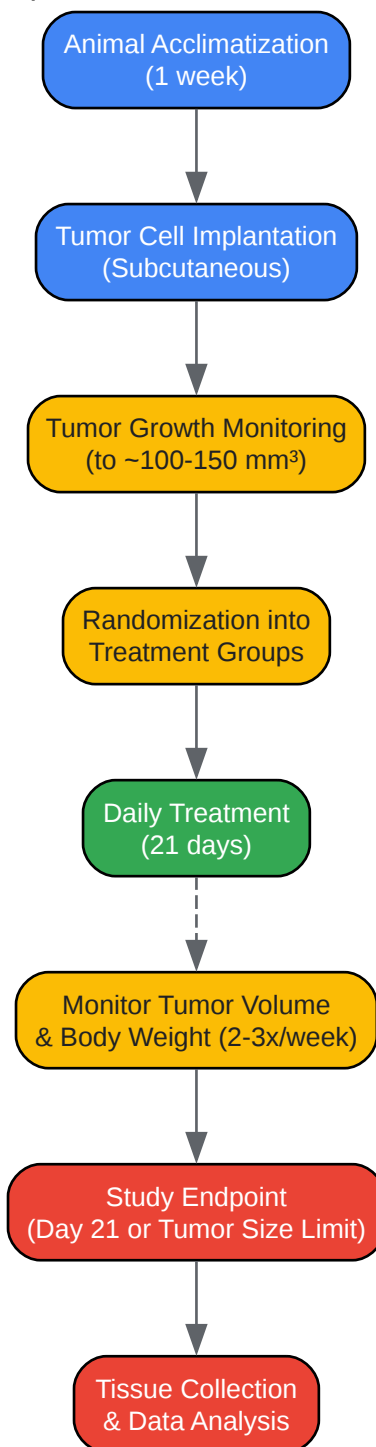 Animal Acclimatization
(1 week)
Tumor Cell Implantation
(Subcutaneous)
Tumor Growth Monitoring
(to ~100-150 mm³)
Randomization into
Treatment Groups
Daily Treatment
(21 days)
Monitor Tumor Volume
& Body Weight (2-3x/week)
Study Endpoint
(Day 21 or Tumor Size Limit)
Tissue Collection
& Data Analysis